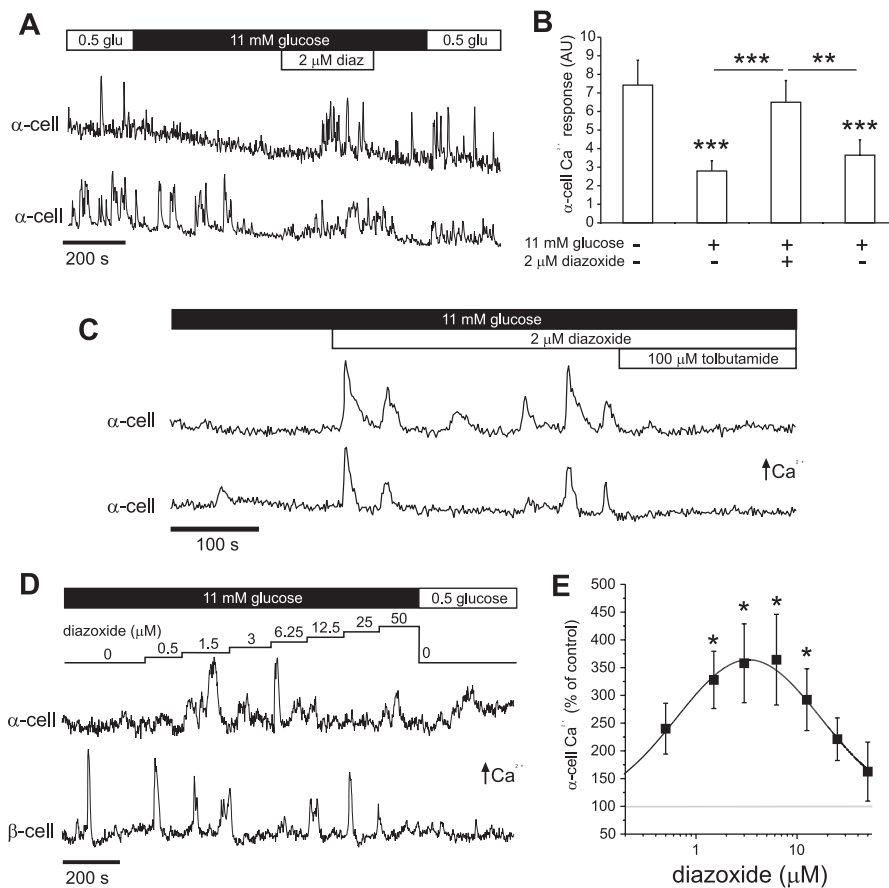 A
0.5 glu 11 mM glucose 0.5 glu
2 μM diaz
α-cell
α-cell
200 s
B
α-cell Ca²⁺ response (AU)
10
9
8
7
6
5
4
3
2
1
0
*** **
*** ***
11 mM glucose - + + +
2 μM diazoxide - - + -
C
11 mM glucose
2 μM diazoxide
100 μM tolbutamide
α-cell
α-cell
Ca²⁺
100 s
D
11 mM glucose 0.5 glucose
diazoxide (μM)
0 0.5 1.5 3 6.25 12.5 25 50 0
α-cell
Ca²⁺
β-cell
200 s
E
α-cell Ca²⁺ (% of control)
500
450
400
350
300
250
200
150
100
50
* * * *
1 10
diazoxide (μM)